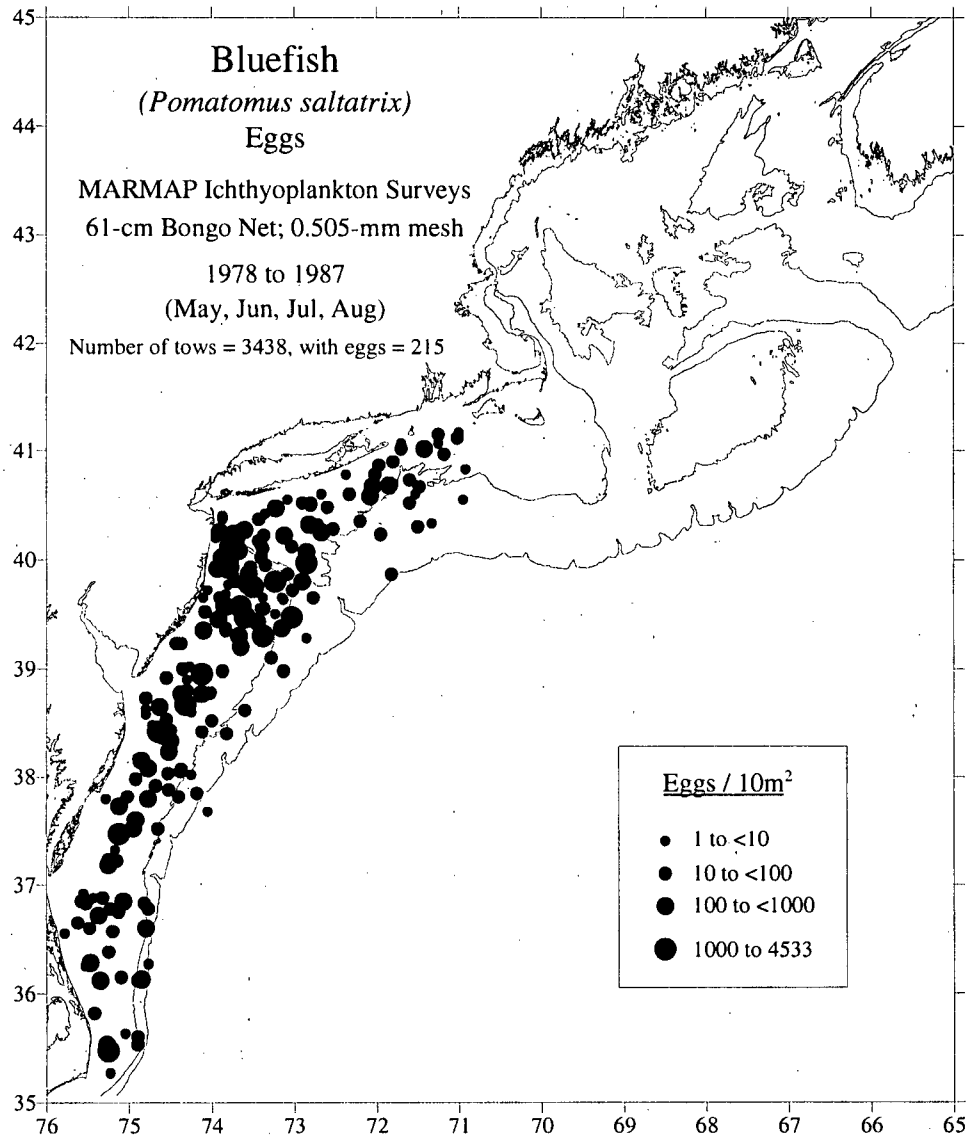 Bluefish
(Pomatomus saltatrix)
Eggs
MARMAP Ichthyoplankton Surveys
61-cm Bongo Net; 0.505-mm mesh
1978 to 1987
(May, Jun, Jul, Aug)
Number of tows = 3438, with eggs = 215
45
44
43
42
41
40
39
38
37
36
35
Eggs / 10m²
1 to <10
10 to <100
100 to <1000
1000 to 4533
76 75 74 73 72 71 70 69 68 67 66 65